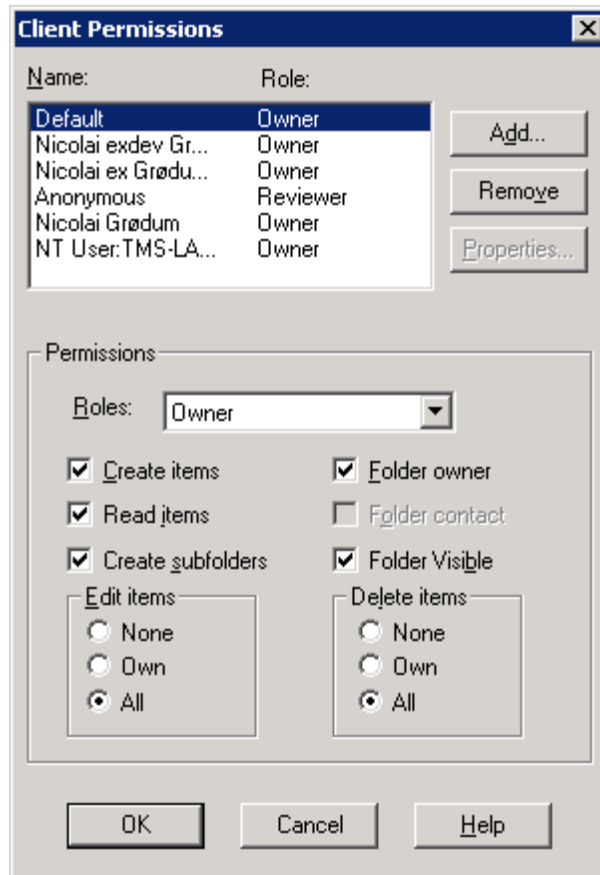 Client Permissions
Name: Role:
Default Owner
Nicolai exdev Gr... Owner
Nicolai ex Grødu... Owner
Anonymous Reviewer
Nicolai Grødum Owner
NT User:TMS-LA... Owner
Add...
Remove
Properties...
Permissions
Roles: Owner
Create items Folder owner
Read items Folder contact
Create subfolders Folder Visible
Edit items Delete items
None None
Own Own
All All
OK Cancel Help